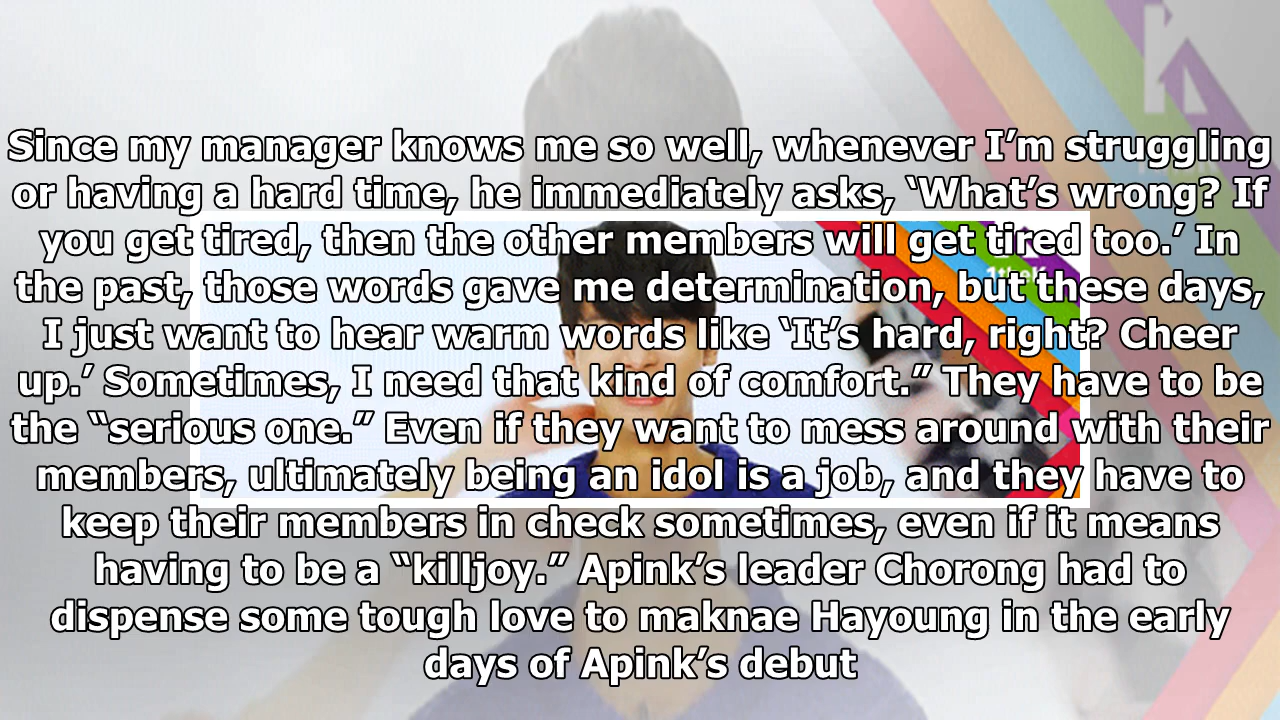 Since my manager knows me so well, whenever I’m struggling
or having a hard time, he immediately asks, ‘What’s wrong? If
you get tired, then the other members will get tired too.’ In
the past, those words gave me determination, but these days,
I just want to hear warm words like ‘It’s hard, right? Cheer
up.’ Sometimes, I need that kind of comfort.” They have to be
the “serious one.” Even if they want to mess around with their
members, ultimately being an idol is a job, and they have to
keep their members in check sometimes, even if it means
having to be a “killjoy.” Apink’s leader Chorong had to
dispense some tough love to maknae Hayoung in the early
days of Apink’s debut